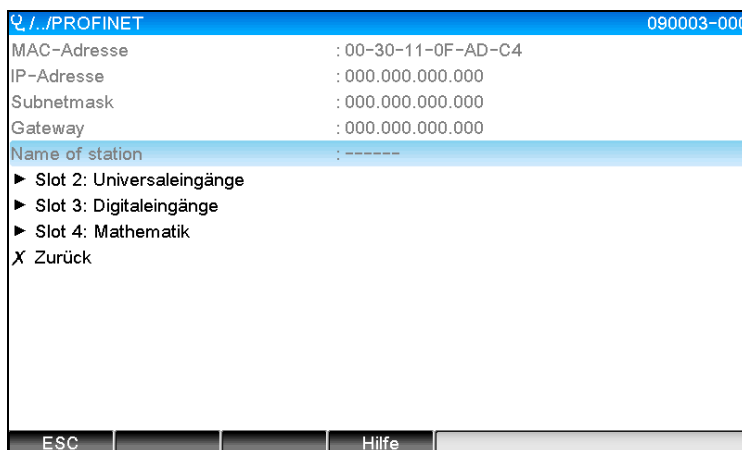 /../PROFINET 090003-000
MAC-Adresse : 00-30-11-0F-AD-C4
IP-Adresse : 000.000.000.000
Subnetmask : 000.000.000.000
Gateway : 000.000.000.000
Name of station : ------
► Slot 2: Universaleingänge
► Slot 3: Digitaleingänge
► Slot 4: Mathematik
X Zurück
ESC Hilfe